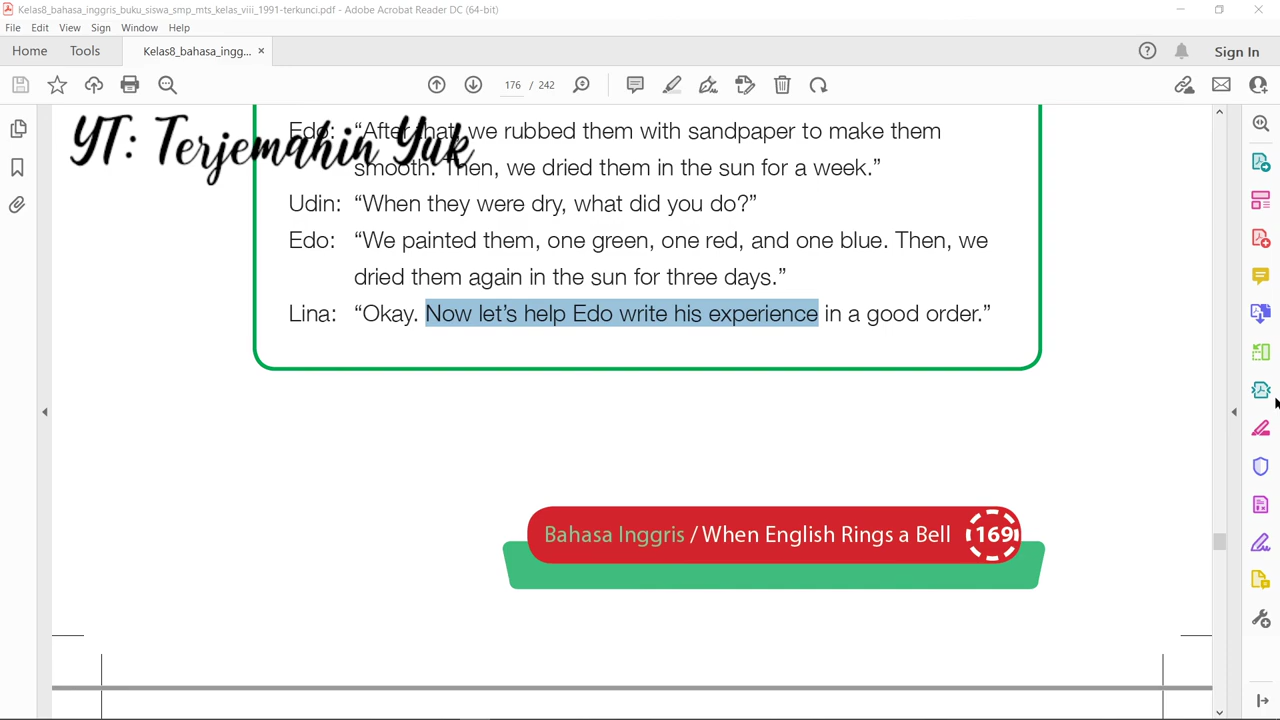 Kelas8_bahasa_inggris_buku_siswa_smp_mts_kelas_viii_1991-terkunci.pdf - Adobe Acrobat Reader DC (64-bit)
File Edit View Sign Window Help
Home Tools Kelas8_bahasa_ingg... × Sign In
176 / 242
YT: Terjemahin Yuk
Edo: “After that, we rubbed them with sandpaper to make them
smooth. Then, we dried them in the sun for a week.”
Udin: “When they were dry, what did you do?”
Edo: “We painted them, one green, one red, and one blue. Then, we
dried them again in the sun for three days.”
Lina: “Okay. Now let’s help Edo write his experience in a good order.”
Bahasa Inggris / When English Rings a Bell 169